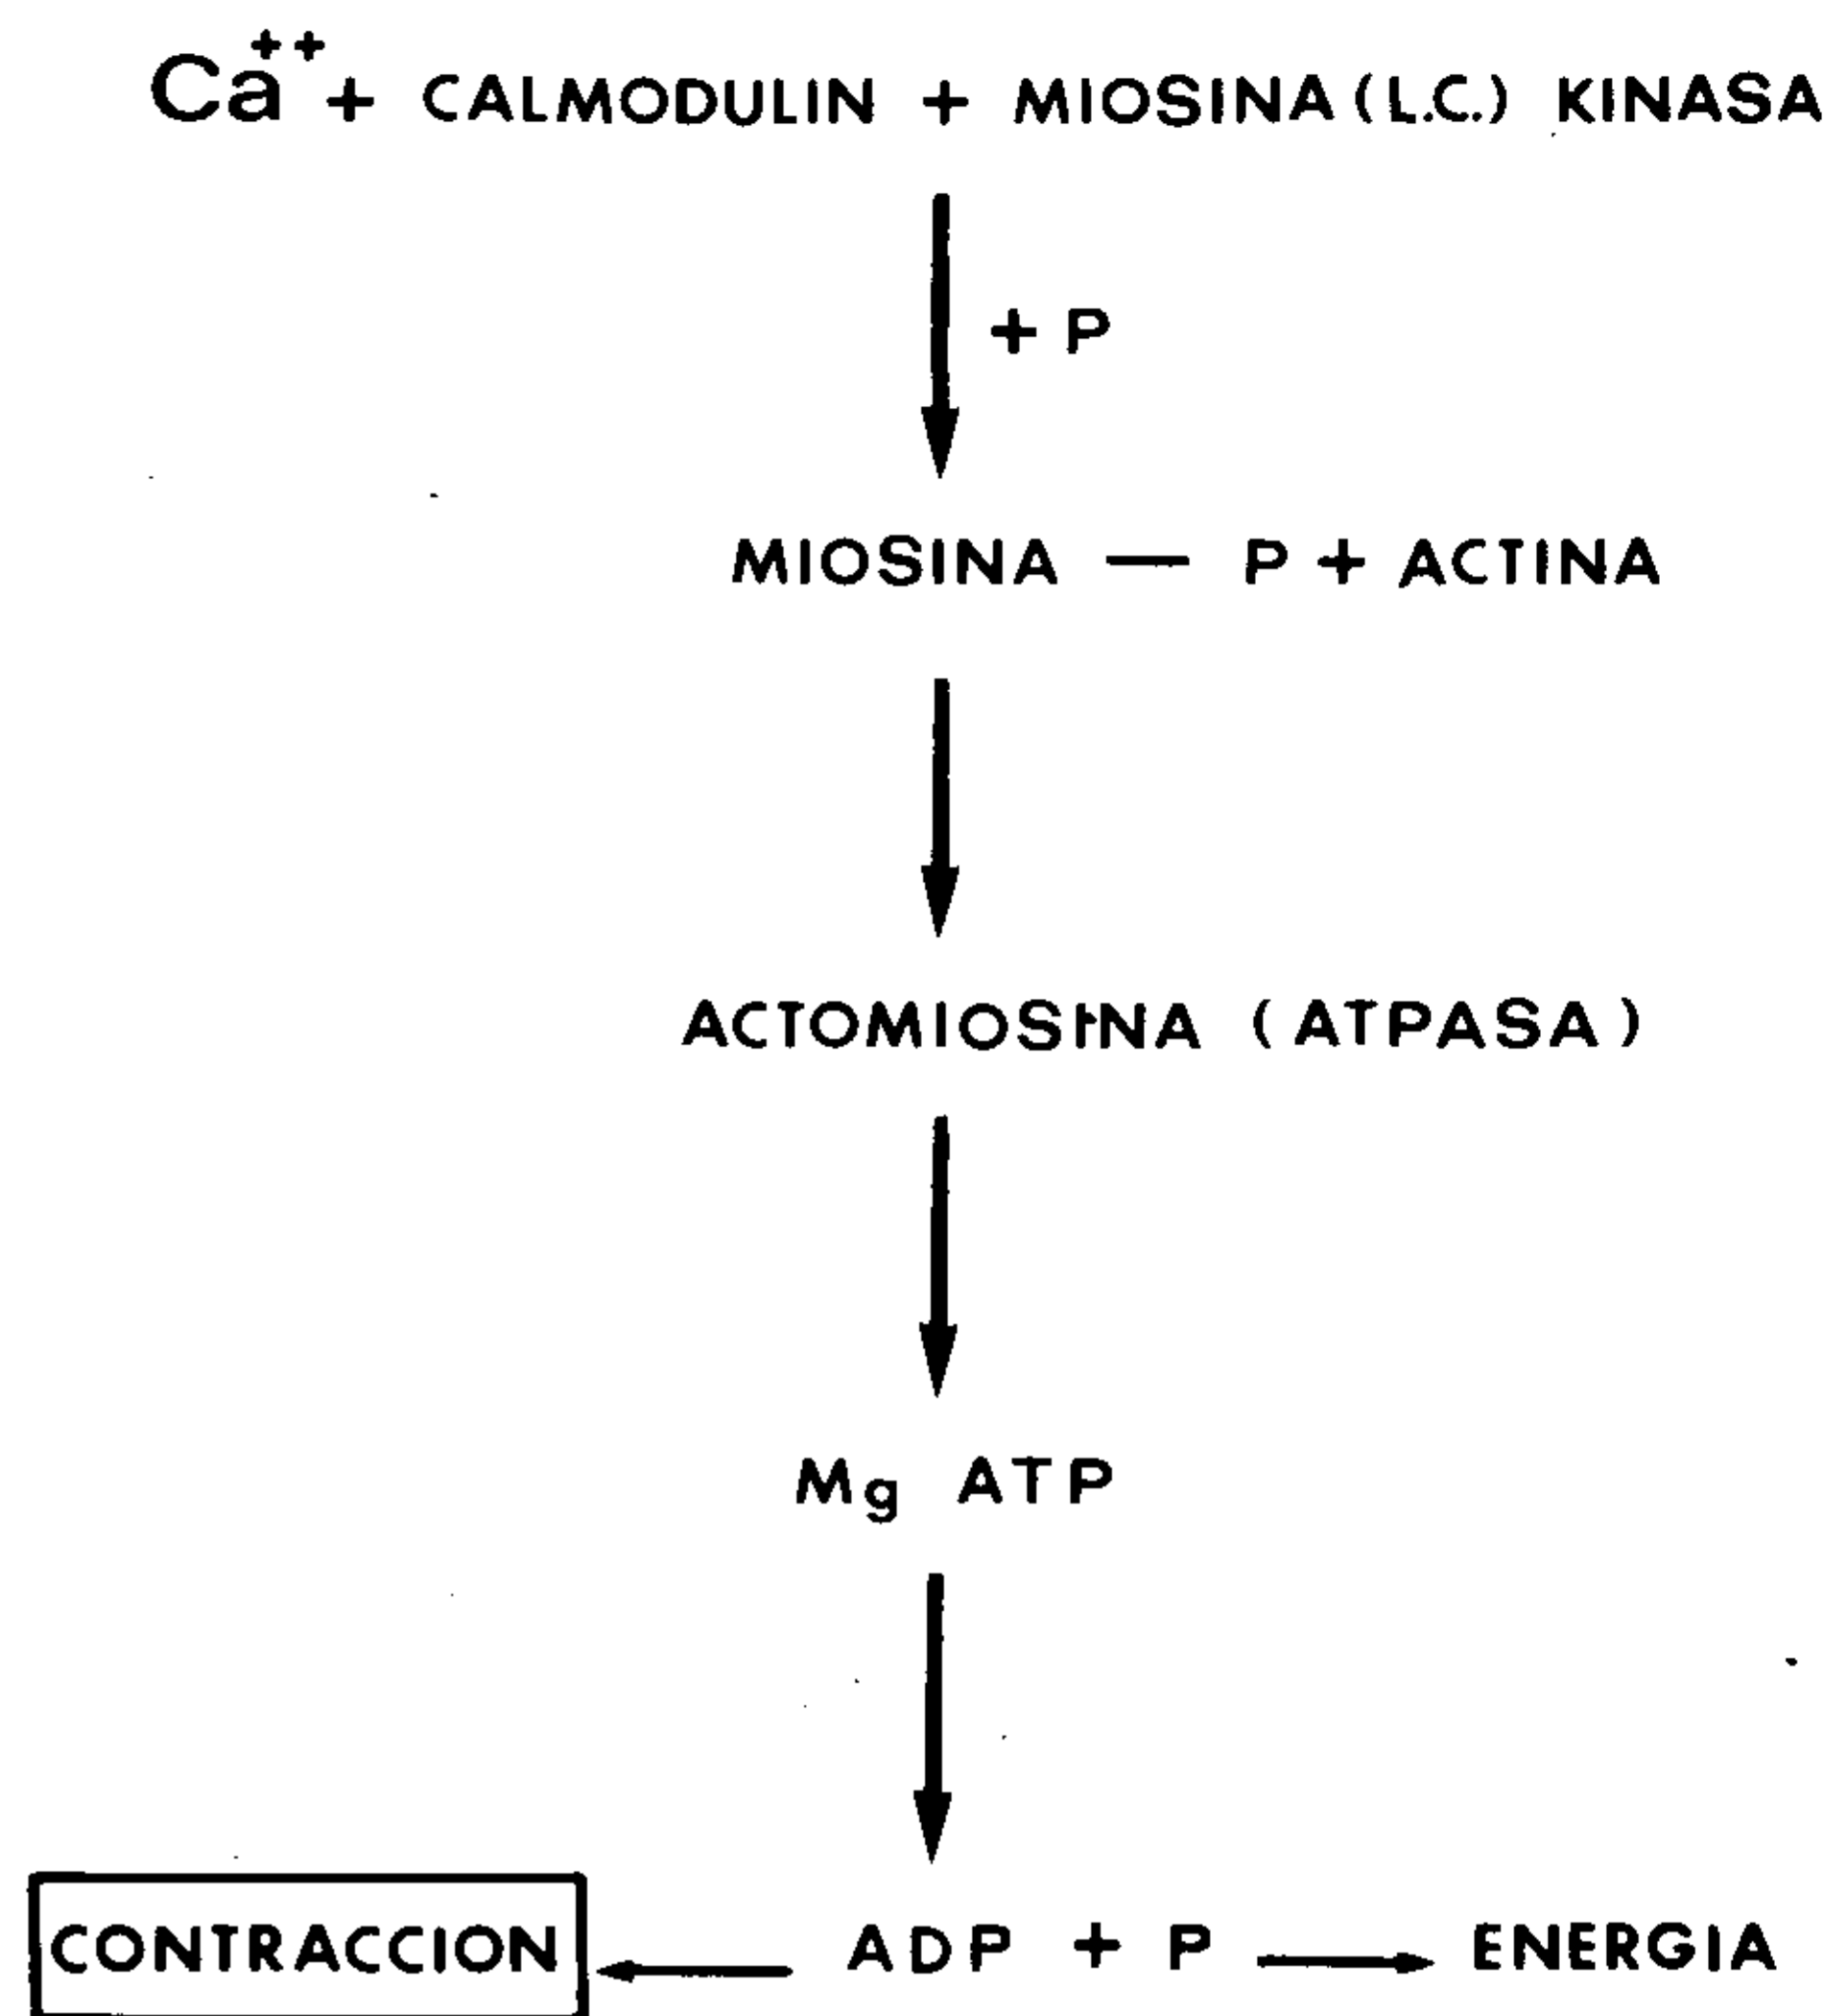 Ca++ + CALMODULIN + MIOSINA (L.C.) KINASA
+ P
MIOSINA — P + ACTINA
ACTOMIOSINA (ATPASA)
Mg ATP
CONTRACCION ADP + P ENERGIA